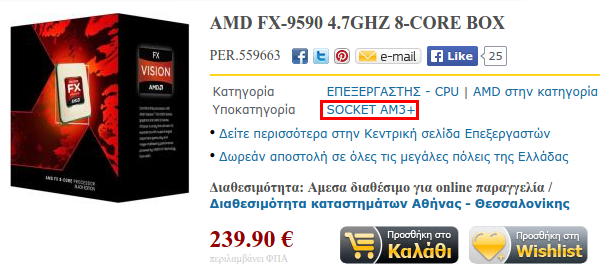 AMD FX-9590 4.7GHZ 8-CORE BOX
PER.559663 e-mail Like 25
Κατηγορία ΕΠΕΞΕΡΓΑΣΤΗΣ - CPU | AMD στην κατηγορία
Υποκατηγορία SOCKET AM3+
• Δείτε περισσότερα στην Κεντρική σελίδα Επεξεργαστών
• Δωρεάν αποστολή σε όλες τις μεγάλες πόλεις της Ελλάδας
Διαθεσιμότητα: Αμεσα διαθέσιμο για online παραγγελία /
Διαθεσιμότητα καταστημάτων Αθήνας - Θεσσαλονίκης
239.90 €
περιλαμβάνει ΦΠΑ
Προσθήκη στο
Καλάθι
Προσθήκη στη
Wishlist
FX
VISION
AMD
AMD
FX
AMD FX 8-CORE PROCESSOR
BLACK EDITION